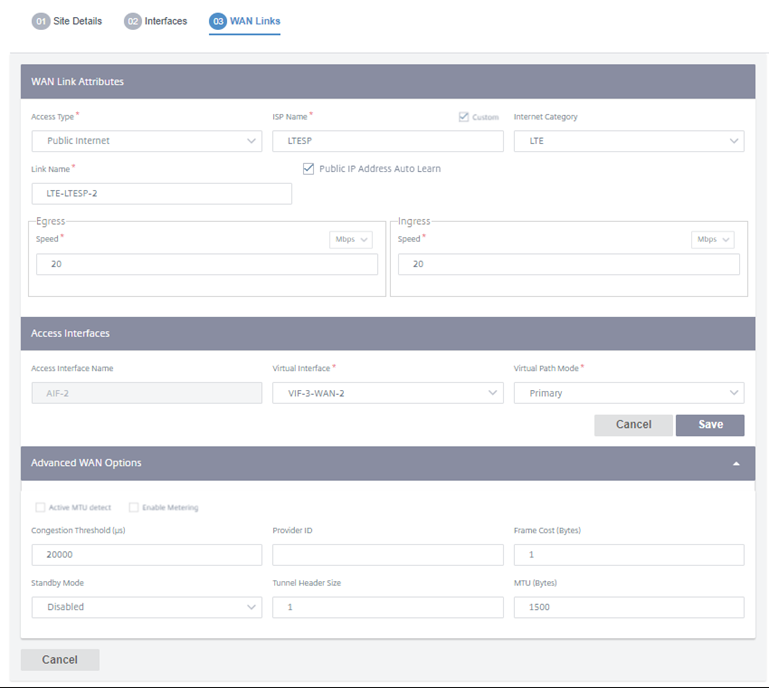 01 Site Details 02 Interfaces 03 WAN Links
WAN Link Attributes
Access Type * ISP Name * Custom Internet Category
Public Internet LTESP LTE
Link Name * Public IP Address Auto Learn
LTE-LTESP-2
Egress Ingress
Speed * Mbps Speed * Mbps
20 20
Access Interfaces
Access Interface Name Virtual Interface * Virtual Path Mode *
AIF-2 VIF-3-WAN-2 Primary
Cancel Save
Advanced WAN Options
Active MTU detect Enable Metering
Congestion Threshold (µs) Provider ID Frame Cost (Bytes)
20000 1
Standby Mode Tunnel Header Size MTU (Bytes)
Disabled 1 1500
Cancel